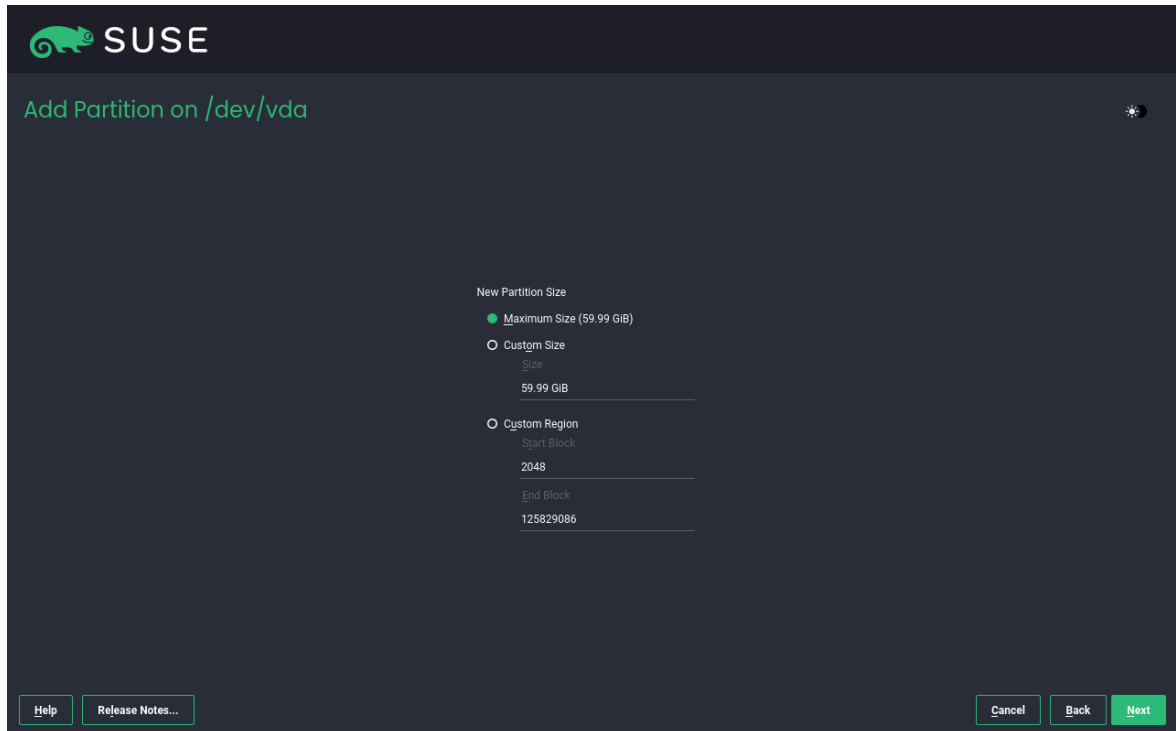 SUSE
Add Partition on /dev/vda
New Partition Size
Maximum Size (59.99 GiB)
Custom Size
Size
59.99 GiB
Custom Region
Start Block
2048
End Block
125829086
Help Release Notes... Cancel Back Next